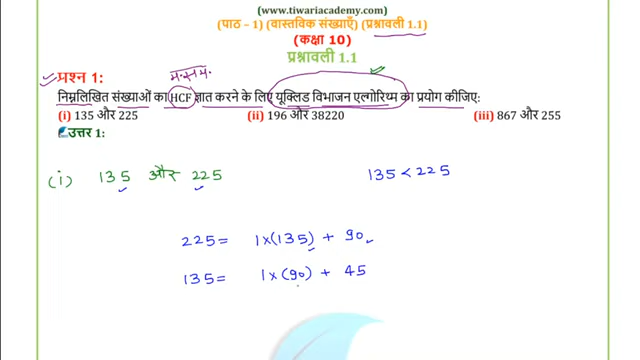 www.tiwariacademy.com
(पाठ - 1) (वास्तविक संख्याएँ) (प्रश्नावली 1.1)
(कक्षा 10)
प्रश्नावली 1.1
प्रश्न 1:
म.स.प.
निम्नलिखित संख्याओं का HCF ज्ञात करने के लिए यूक्लिड विभाजन एल्गोरिथ्म का प्रयोग कीजिए:
(i) 135 और 225 (ii) 196 और 38220 (iii) 867 और 255
उत्तर 1:
(i) 135 और 225 135 < 225
225 = 1 × (135) + 90
135 = 1 × (90) + 45